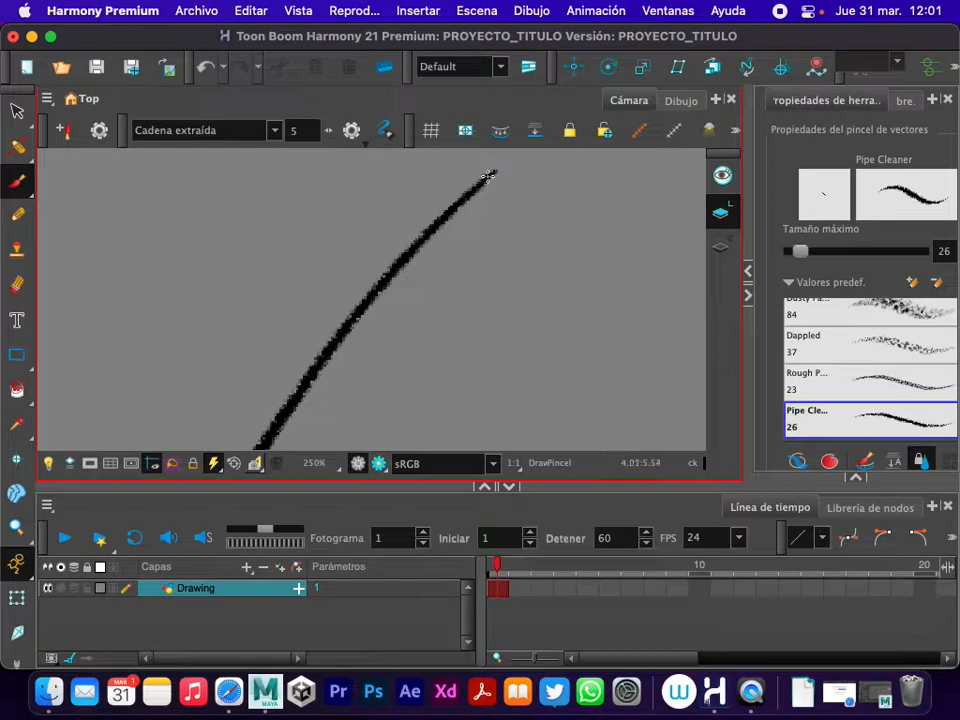 Harmony Premium Archivo Editar Vista Reprod... Insertar Escena Dibujo Animación Ventanas Ayuda Jue 31 mar. 12:01
Toon Boom Harmony 21 Premium: PROYECTO_TITULO Versión: PROYECTO_TITULO
Default
Top Cámara Dibujo
ropiedades de herra... bre.
Cadena extraída 5
Propiedades del pincel de vectores
Pipe Cleaner
Tamaño máximo
26
Valores predef.
84
Dappled
37
Rough P...
23
Pipe Cle...
26
250% sRGB 1:1 DrawPincel ck
Línea de tiempo Librería de nodos
Fotograma 1 Iniciar 1 Detener 60 FPS 24
Capas Parámetros 10 20
Drawing 1
MAR 31 MAYA Pr Ps Ae Xd